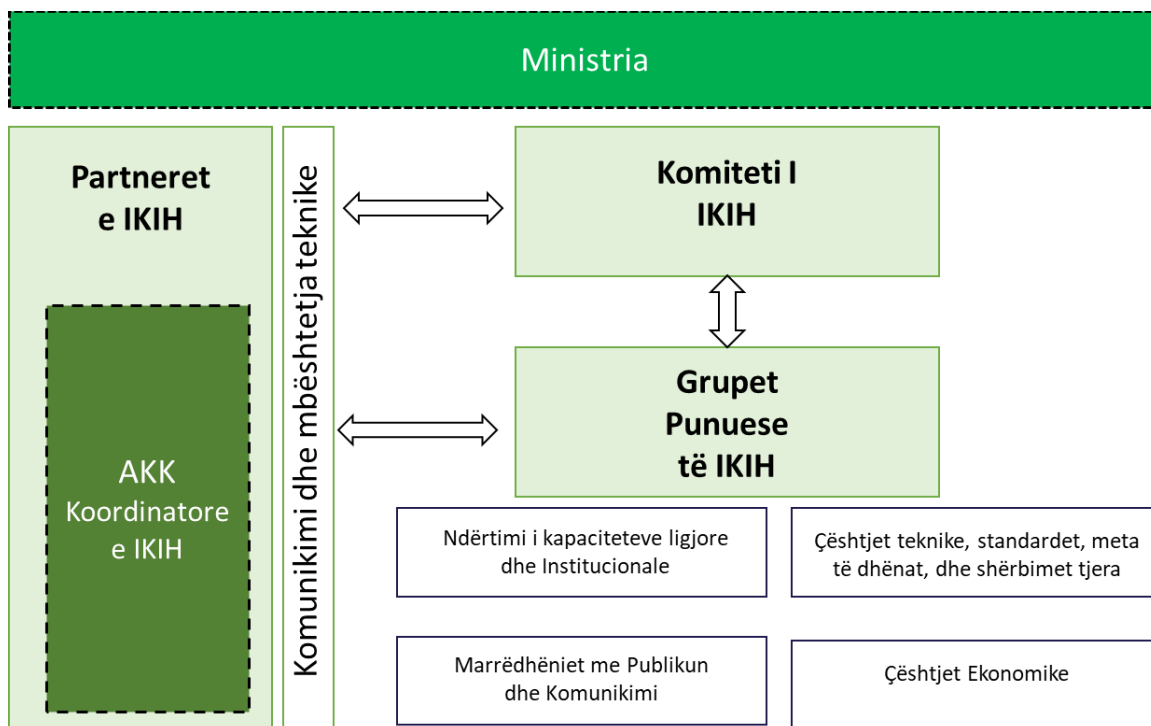 Ministria
Partneret
e IKIH
AKK
Koordinatore
e IKIH
Komunikimi dhe mbështetja teknike
Komiteti I
IKIH
Grupet
Punuese
të IKIH
Ndërtimi i kapaciteteve ligjore
dhe Institucionale
Çështjet teknike, standardet, meta
të dhënat, dhe shërbimet tjera
Marrëdhëniet me Publikun
dhe Komunikimi
Çështjet Ekonomike